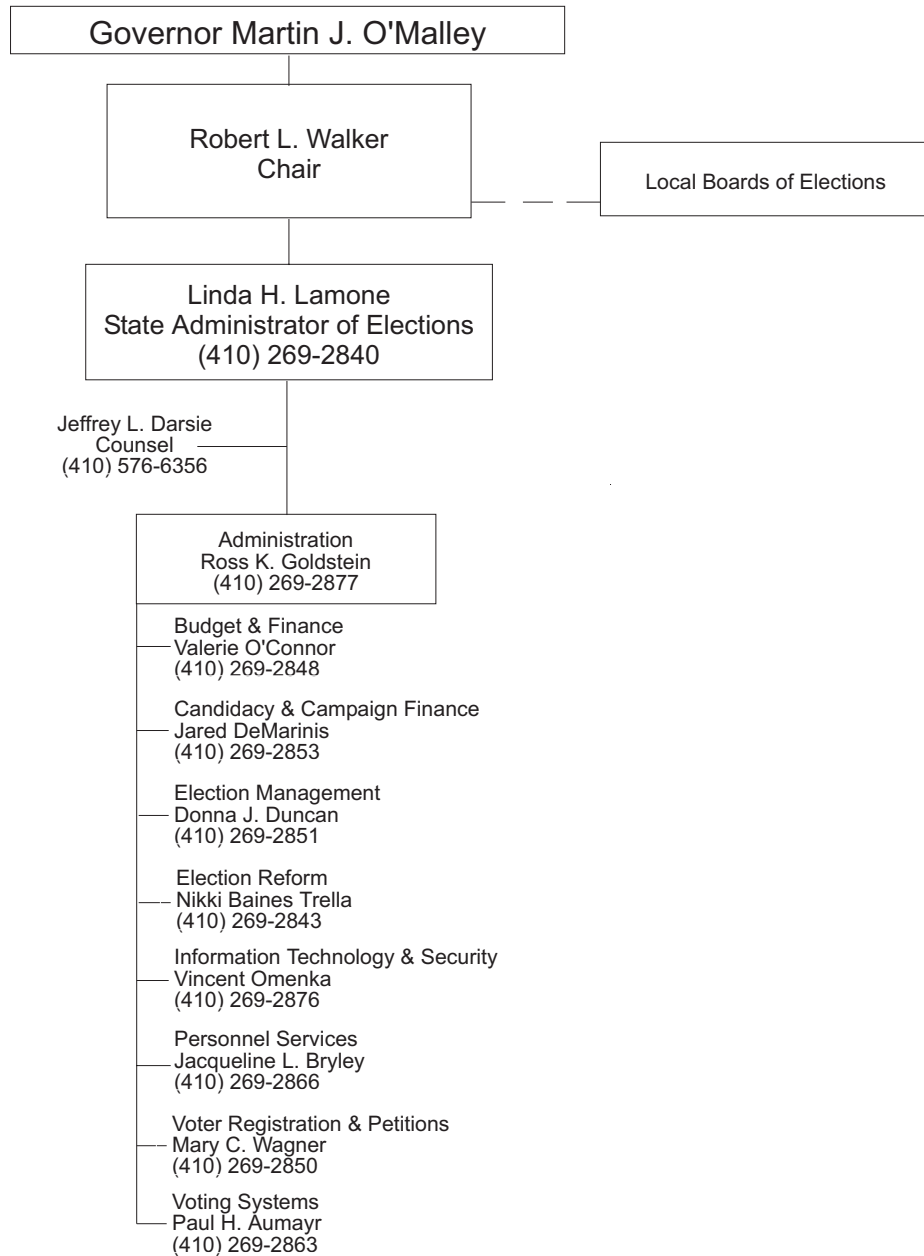 Governor Martin J. O'Malley
Robert L. Walker
Chair
Local Boards of Elections
Linda H. Lamone
State Administrator of Elections
(410) 269-2840
Jeffrey L. Darsie
Counsel
(410) 576-6356
Administration
Ross K. Goldstein
(410) 269-2877
Budget & Finance
Valerie O'Connor
(410) 269-2848
Candidacy & Campaign Finance
Jared DeMarinis
(410) 269-2853
Election Management
Donna J. Duncan
(410) 269-2851
Election Reform
Nikki Baines Trella
(410) 269-2843
Information Technology & Security
Vincent Omenka
(410) 269-2876
Personnel Services
Jacqueline L. Bryley
(410) 269-2866
Voter Registration & Petitions
Mary C. Wagner
(410) 269-2850
Voting Systems
Paul H. Aumayr
(410) 269-2863